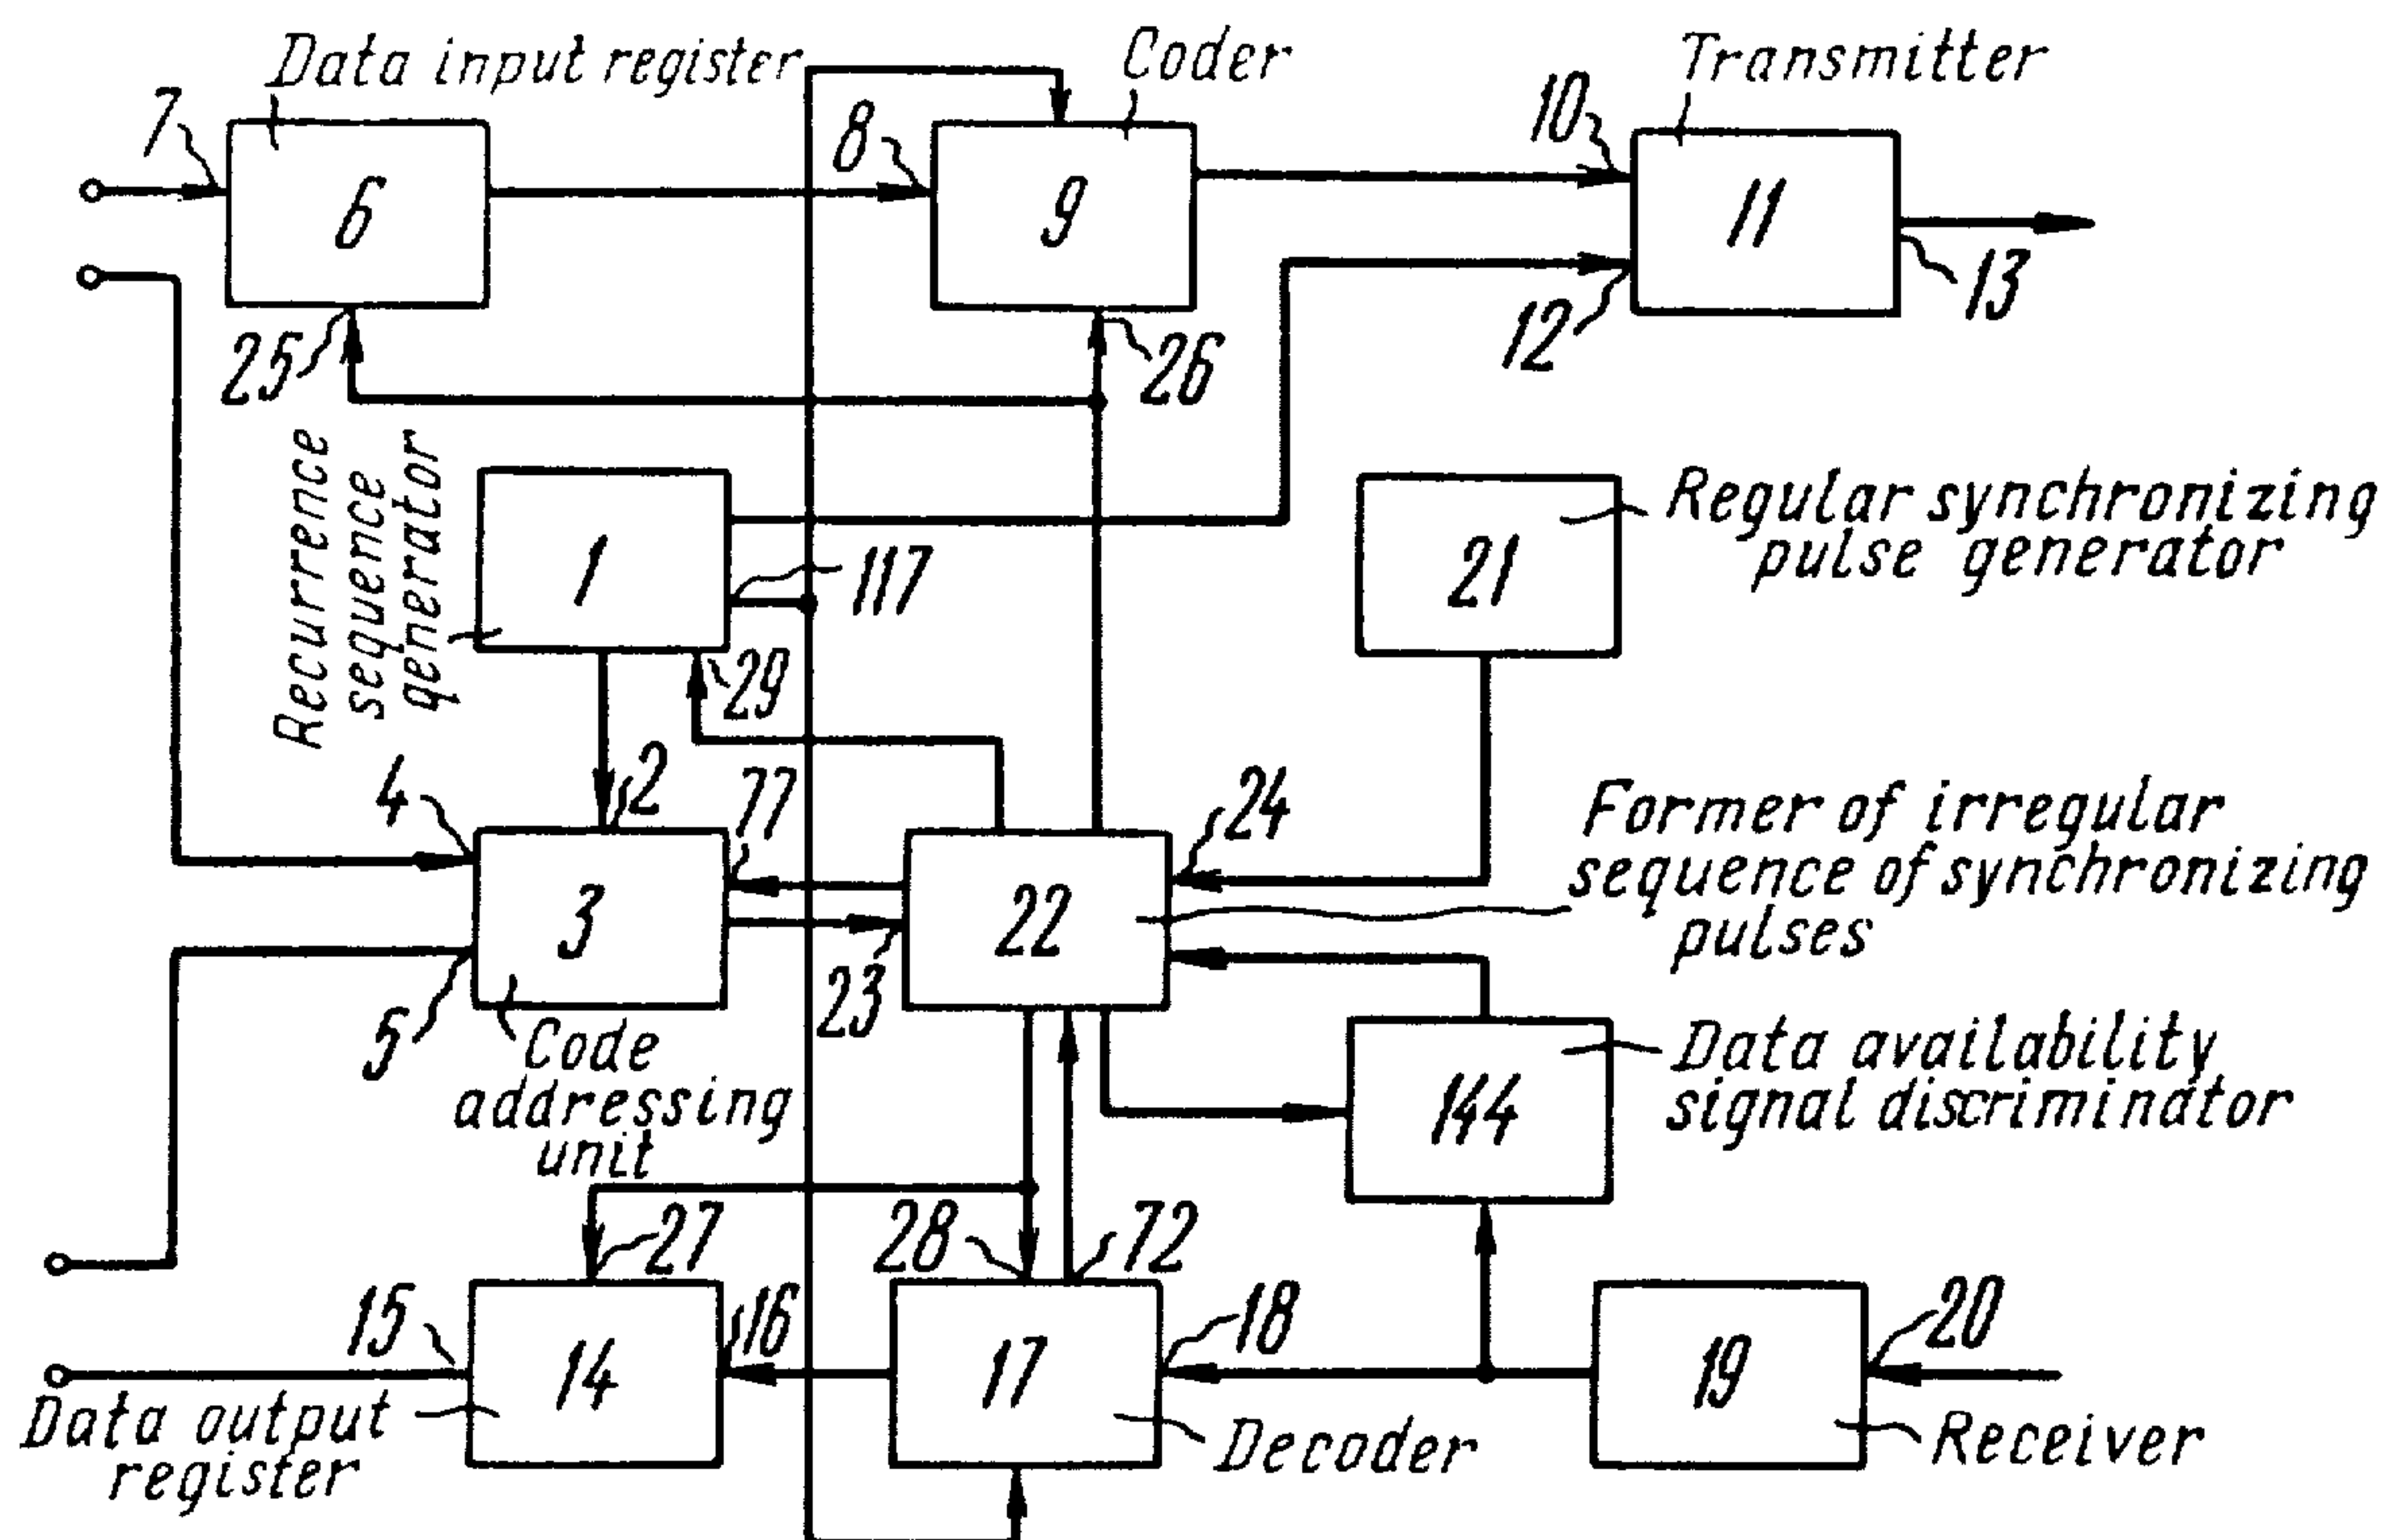 Data input register
Coder
Transmitter
7
8
10
6
9
11
13
12
25
26
Recurrence
sequence
generator
1
117
21
Regular synchronizing
pulse generator
29
2
77
4
24
Former of irregular
sequence of synchronizing
pulses
3
22
5
23
Code
addressing
unit
144
Data availability
signal discriminator
27
28
72
15
16
18
20
14
17
19
Data output
register
Decoder
Receiver